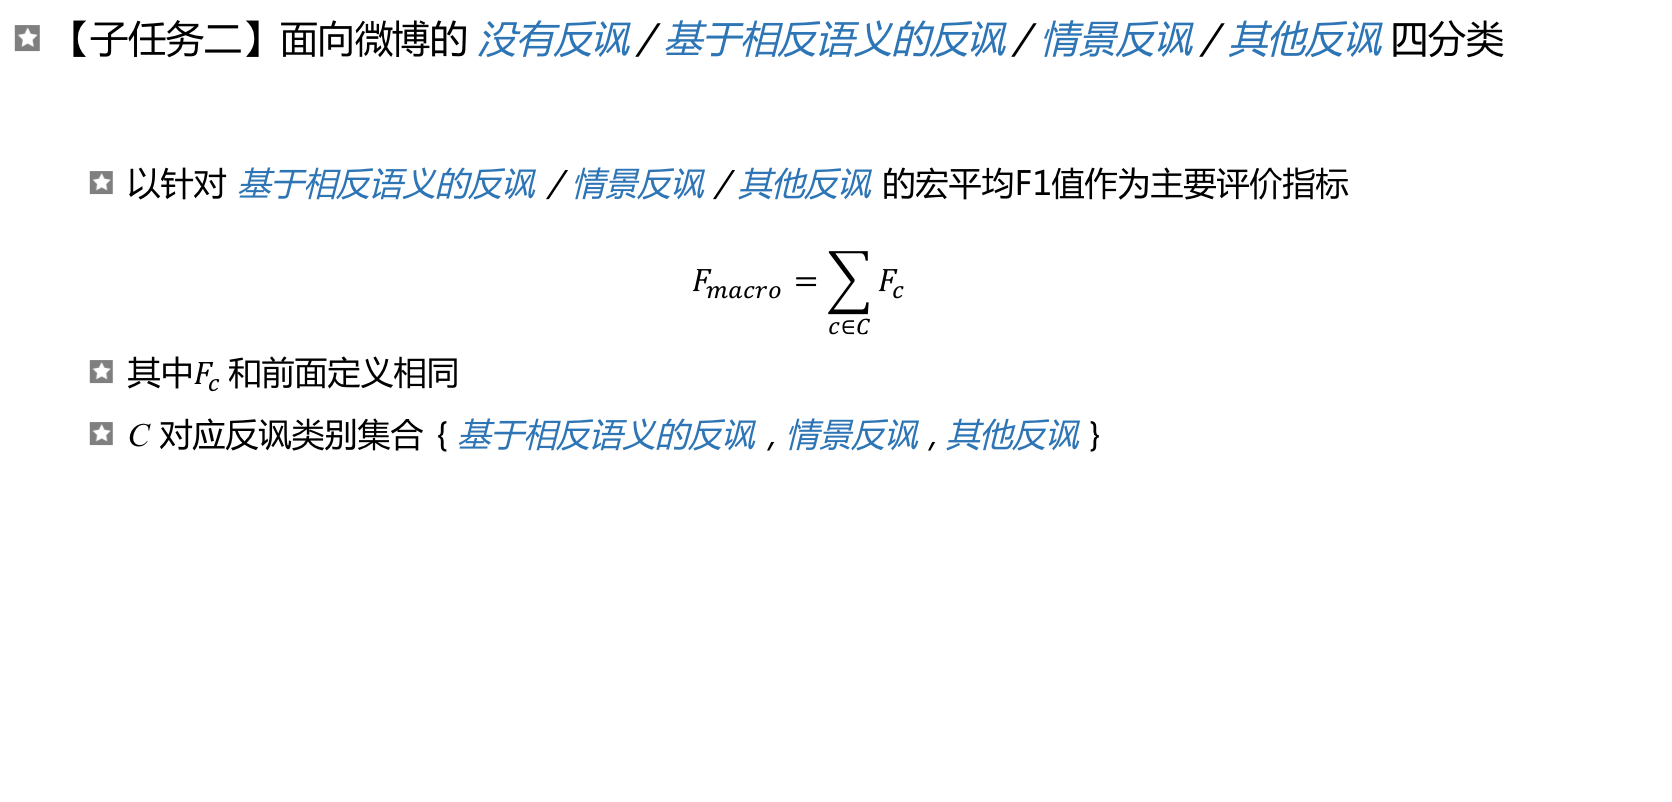 【子任务二】面向微博的 没有反讽 / 基于相反语义的反讽 / 情景反讽 / 其他反讽 四分类
以针对 基于相反语义的反讽 / 情景反讽 / 其他反讽 的宏平均F1值作为主要评价指标
F_macro = ∑_{c∈C} F_c
其中F_c 和前面定义相同
C 对应反讽类别集合 { 基于相反语义的反讽 , 情景反讽 , 其他反讽 }